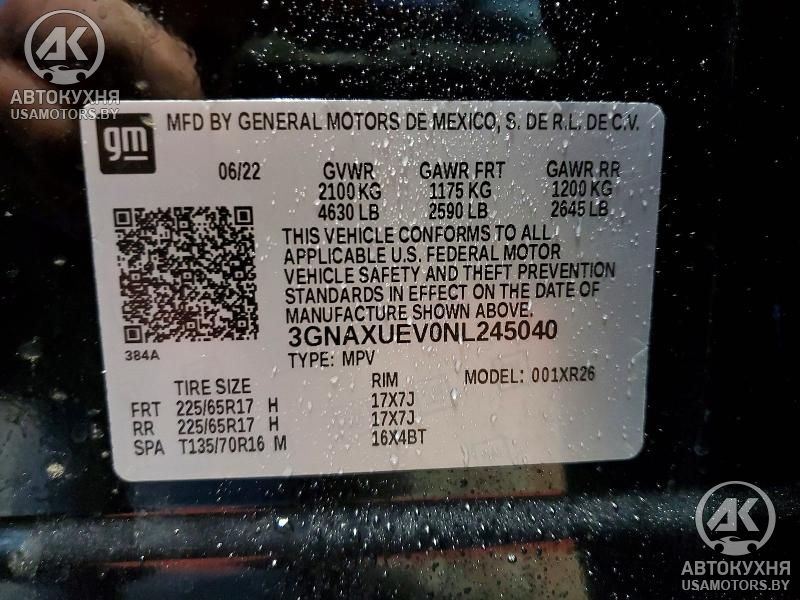 AK
АВТОКУХНЯ
USAMOTORS.BY
gm
MFD BY GENERAL MOTORS DE MEXICO, S. DE R.L. DE C.V.
06/22 GVWR GAWR FRT GAWR RR
2100 KG 1175 KG 1200 KG
4630 LB 2590 LB 2645 LB
THIS VEHICLE CONFORMS TO ALL
APPLICABLE U.S. FEDERAL MOTOR
VEHICLE SAFETY AND THEFT PREVENTION
STANDARDS IN EFFECT ON THE DATE OF
MANUFACTURE SHOWN ABOVE.
3GNAXUEV0NL245040
384A
TYPE: MPV
TIRE SIZE RIM MODEL: 001XR26
FRT 225/65R17 H 17X7J
RR 225/65R17 H 17X7J
SPA T135/70R16 M 16X4BT
AK
АВТОКУХНЯ
USAMOTORS.BY